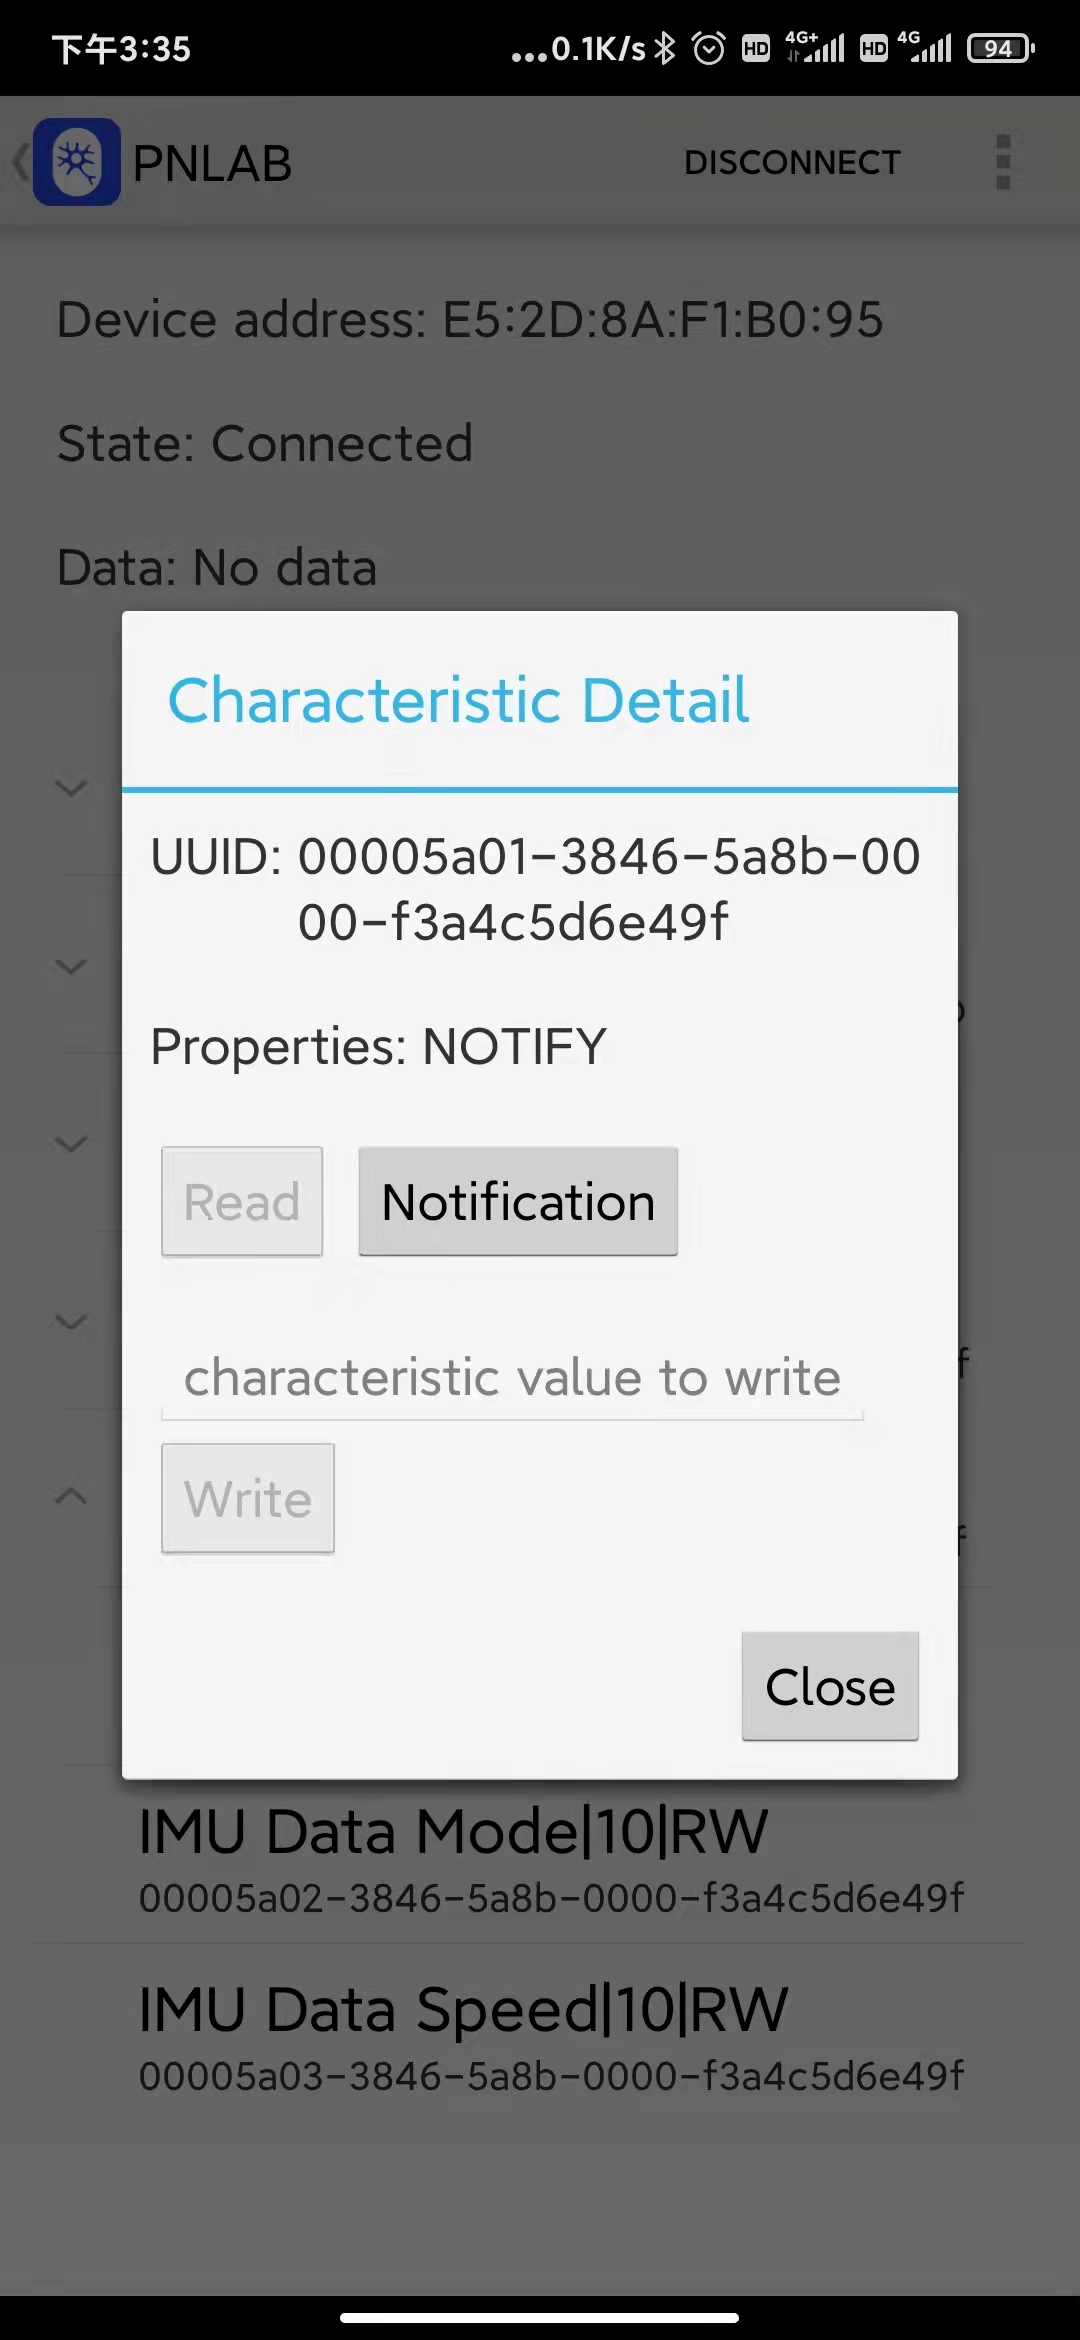 下午3:35
...0.1K/s HD 4G+ HD 4G 94
PNLAB
DISCONNECT
Device address: E5:2D:8A:F1:B0:95
State: Connected
Data: No data
Characteristic Detail
UUID: 00005a01-3846-5a8b-00
00-f3a4c5d6e49f
Properties: NOTIFY
Read
Notification
characteristic value to write
Write
Close
IMU Data Mode|10|RW
00005a02-3846-5a8b-0000-f3a4c5d6e49f
IMU Data Speed|10|RW
00005a03-3846-5a8b-0000-f3a4c5d6e49f